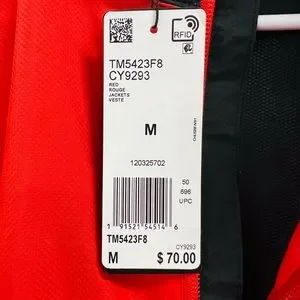 RFID
TM5423F8
CY9293
RED
ROUGE
JACKETS
VESTE
M
120325702
50
696
UPC
1 91521 54514 6
TM5423F8
CY9293
M $ 70.00